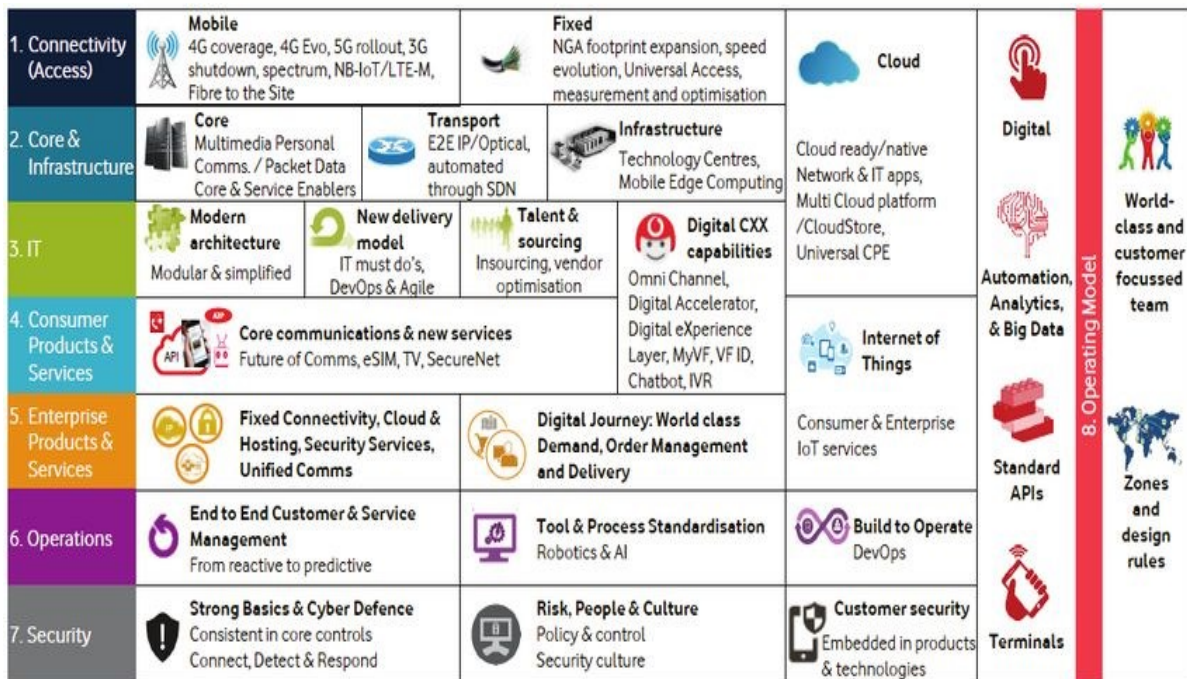 1. Connectivity
(Access)
Mobile
4G coverage, 4G Evo, 5G rollout, 3G
shutdown, spectrum, NB-IoT/LTE-M,
Fibre to the Site
Fixed
NGA footprint expansion, speed
evolution, Universal Access,
measurement and optimisation
Cloud
Cloud ready/native
Network & IT apps,
Multi Cloud platform
/CloudStore,
Universal CPE
2. Core &
Infrastructure
Core
Multimedia Personal
Comms. / Packet Data
Core & Service Enablers
Transport
E2E IP/Optical,
automated
through SDN
Infrastructure
Technology Centres,
Mobile Edge Computing
3. IT
Modern
architecture
Modular & simplified
New delivery
model
IT must do's,
DevOps & Agile
Talent &
sourcing
Insourcing, vendor
optimisation
Digital CXX
capabilities
Omni Channel,
Digital Accelerator,
Digital eXperience
Layer, MyVF, VF ID,
Chatbot, IVR
4. Consumer
Products &
Services
API
APP
Core communications & new services
Future of Comms, eSIM, TV, SecureNet
Internet of
Things
Consumer & Enterprise
IoT services
5. Enterprise
Products &
Services
IP
Fixed Connectivity, Cloud &
Hosting, Security Services,
Unified Comms
Digital Journey: World class
Demand, Order Management
and Delivery
6. Operations
End to End Customer & Service
Management
From reactive to predictive
Tool & Process Standardisation
Robotics & AI
Build to Operate
DevOps
7. Security
Strong Basics & Cyber Defence
Consistent in core controls
Connect, Detect & Respond
Risk, People & Culture
Policy & control
Security culture
Customer security
Embedded in products
& technologies
Digital
Automation,
Analytics,
& Big Data
Standard
APIs
Terminals
8. Operating Model
World-
class and
customer
focussed
team
Zones
and
design
rules